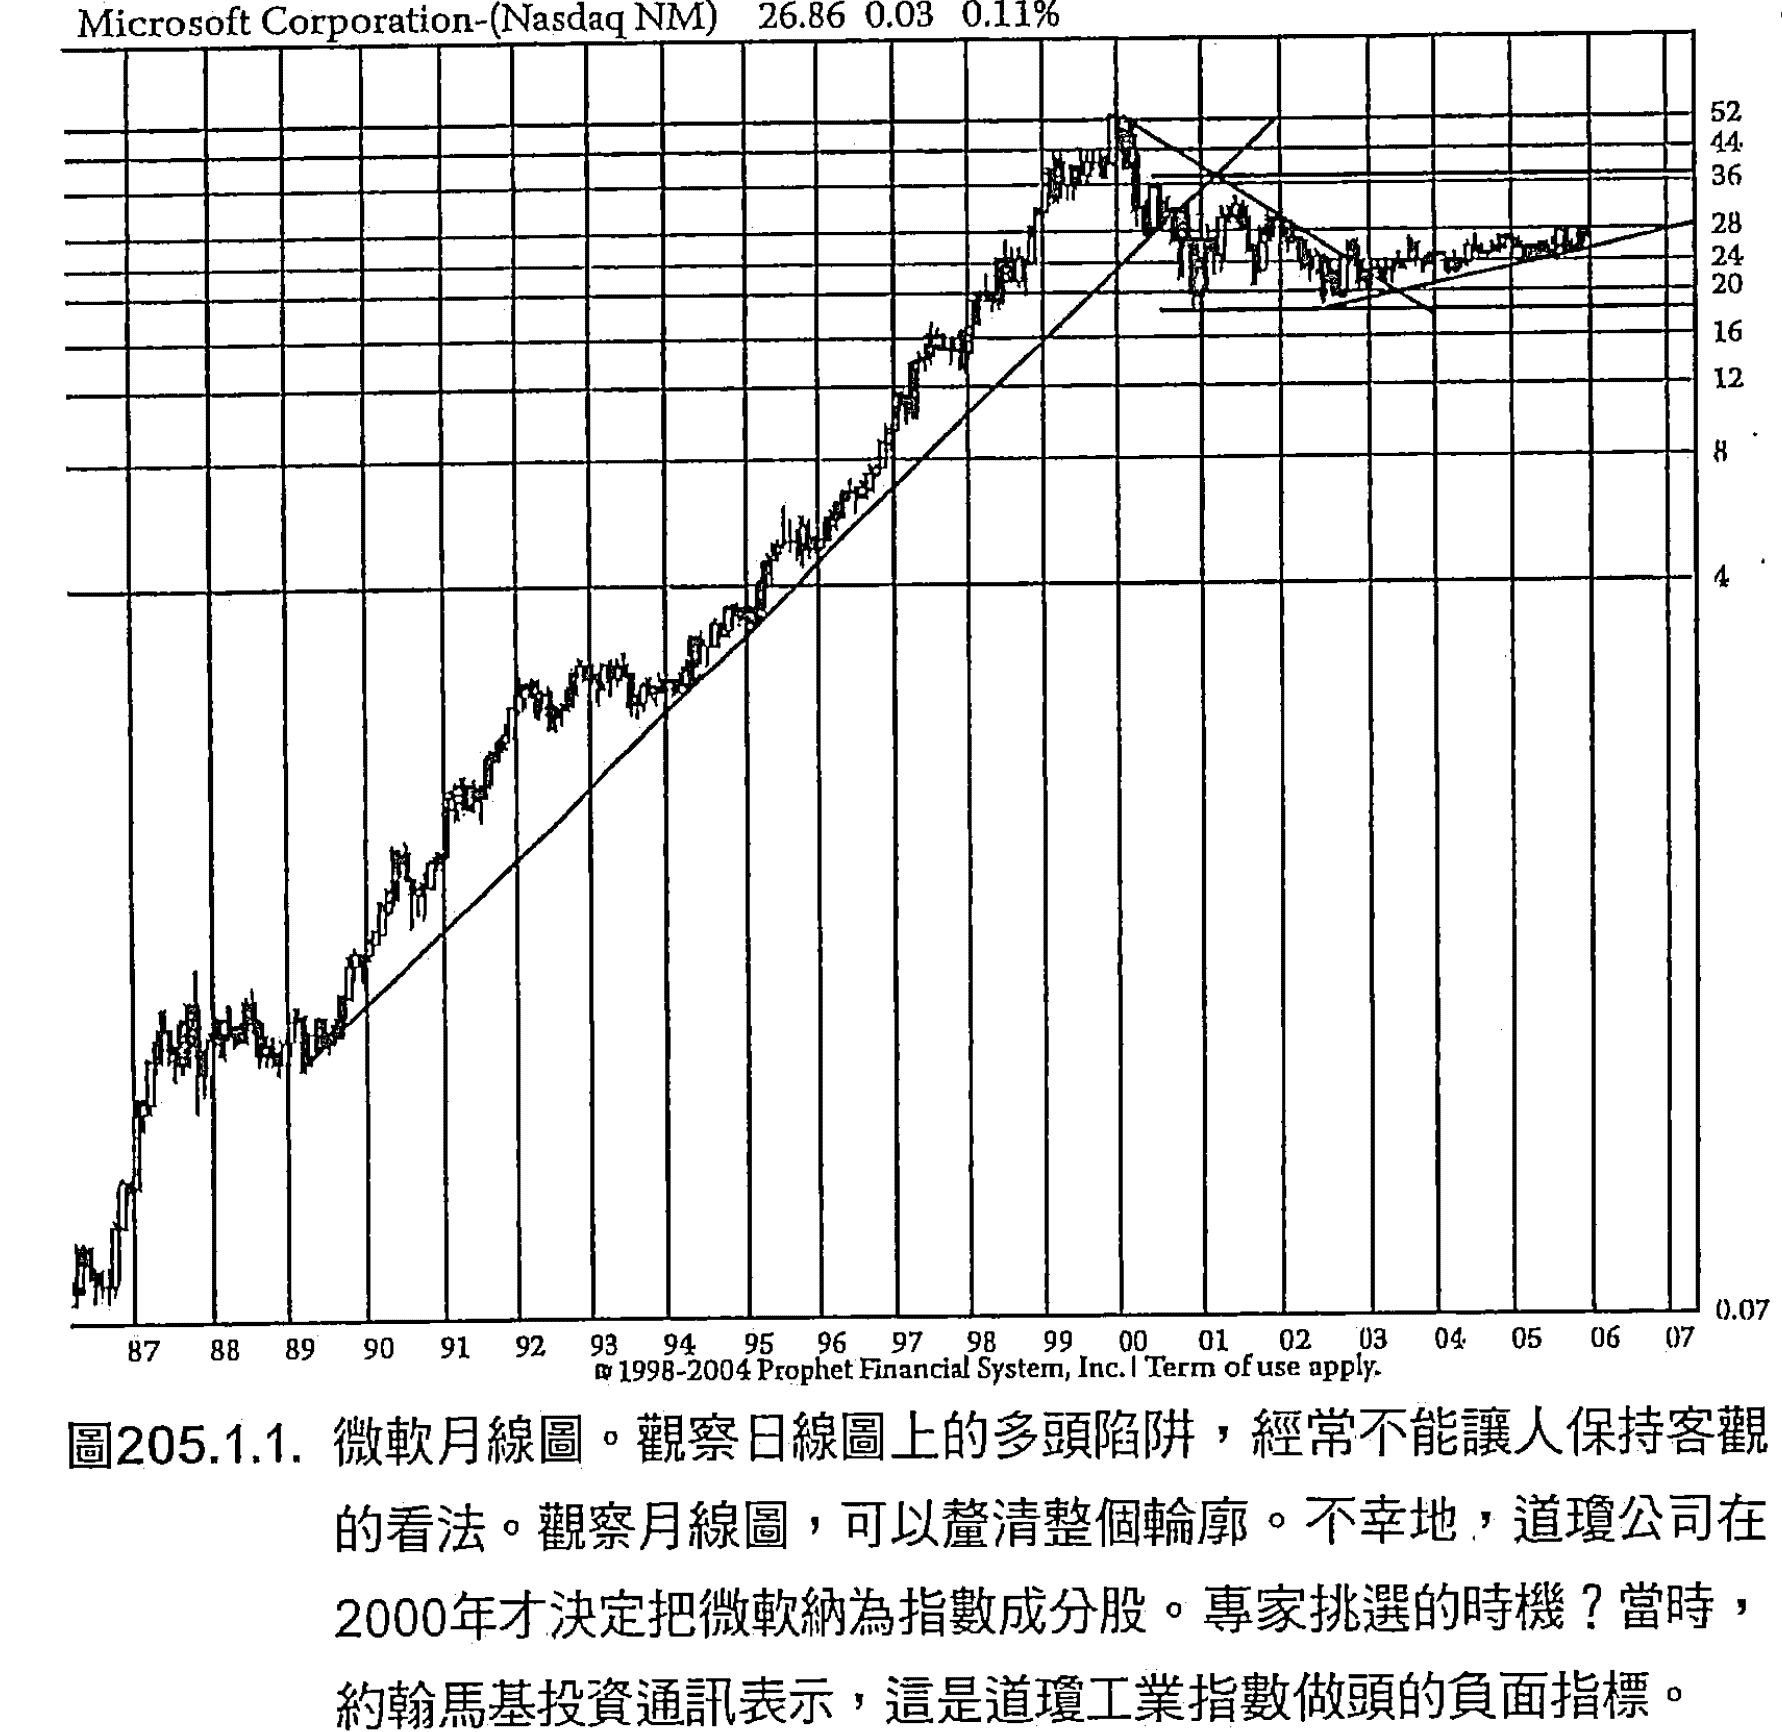 Microsoft Corporation-(Nasdaq NM) 26.86 0.03 0.11%
52
44
36
28
24
20
16
12
8
4
0.07
87 88 89 90 91 92 93 94 95 96 97 98 99 00 01 02 03 04 05 06 07
1998-2004 Prophet Financial System, Inc. | Term of use apply.
圖205.1.1. 微軟月線圖。觀察日線圖上的多頭陷阱,經常不能讓人保持客觀
的看法。觀察月線圖,可以釐清整個輪廓。不幸地,道瓊公司在
2000年才決定把微軟納為指數成分股。專家挑選的時機?當時,
約翰馬基投資通訊表示,這是道瓊工業指數做頭的負面指標。